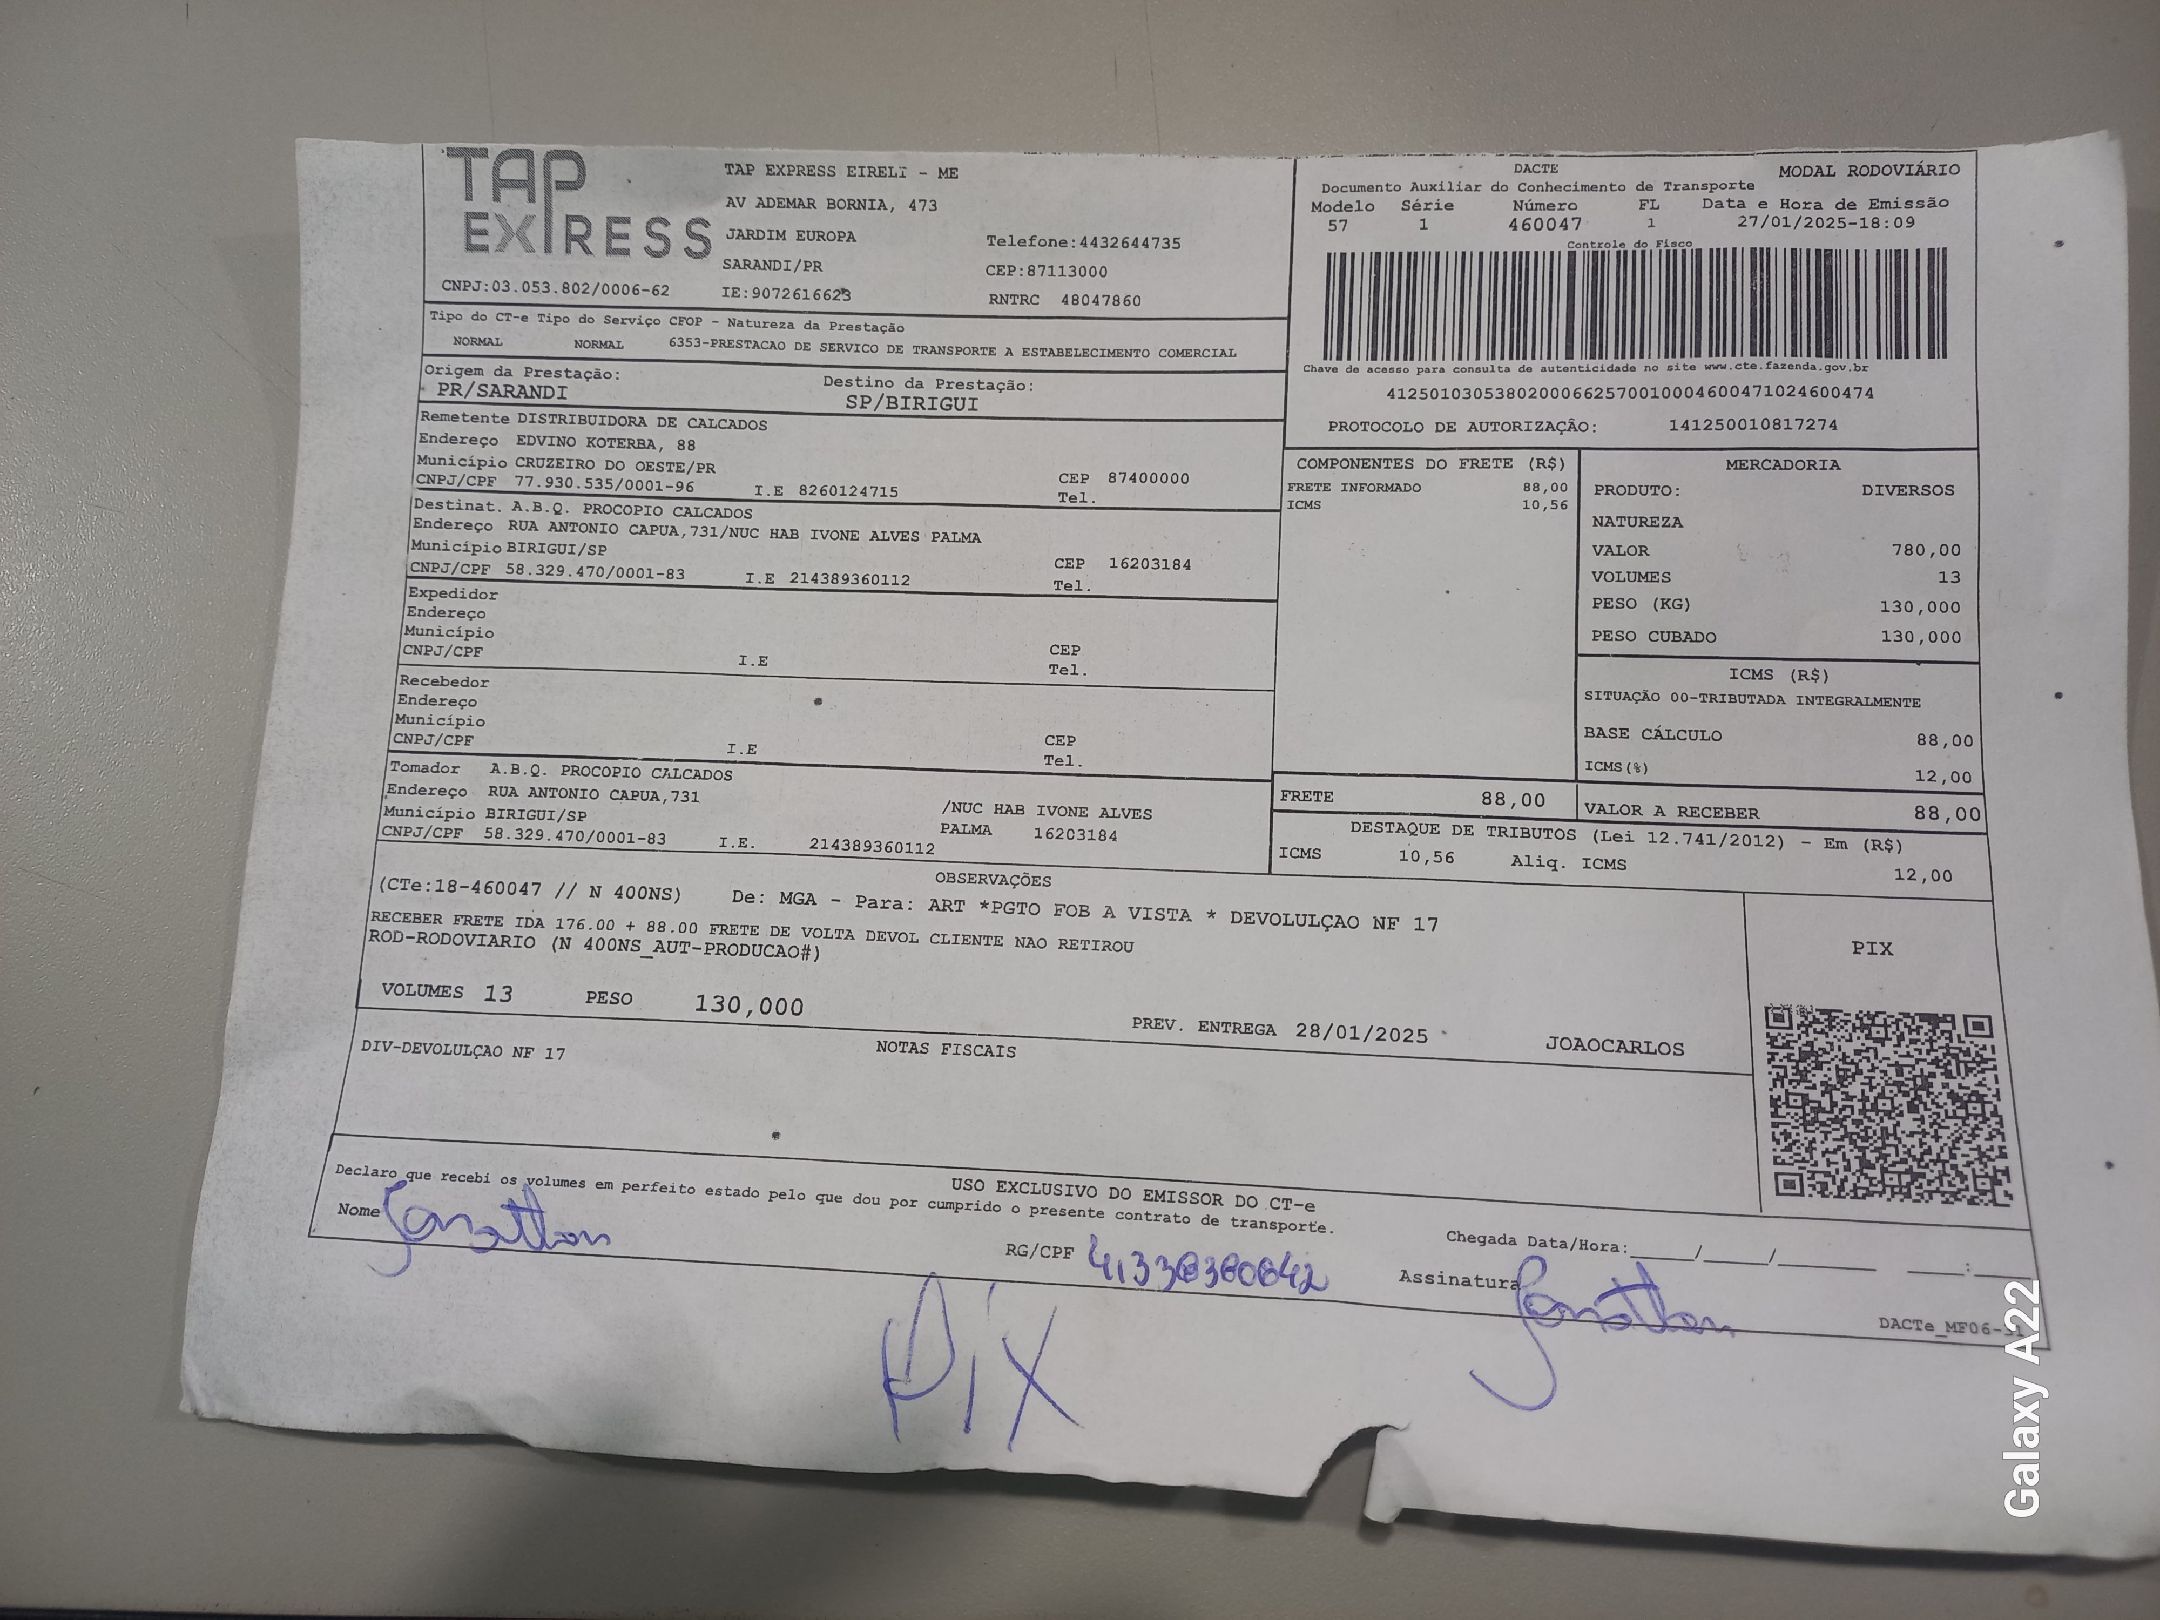 TAP EXPRESS
CNPJ:03.053.802/0006-62
TAP EXPRESS EIRELI - ME
AV ADEMAR BORNIA, 473
JARDIM EUROPA
SARANDI/PR
IE:9072616623
Telefone:4432644735
CEP:87113000
RNTRC 48047860
DACTE MODAL RODOVIÁRIO
Documento Auxiliar do Conhecimento de Transporte
Modelo Série Número FL Data e Hora de Emissão
57 1 460047 1 27/01/2025-18:09
Controle do Fisco
Chave de acesso para consulta de autenticidade no site www.cte.fazenda.gov.br
41250103053802000662570010004600471024600474
PROTOCOLO DE AUTORIZAÇÃO: 141250010817274
Tipo do CT-e Tipo do Serviço CFOP - Natureza da Prestação
NORMAL NORMAL 6353-PRESTACAO DE SERVICO DE TRANSPORTE A ESTABELECIMENTO COMERCIAL
Origem da Prestação: Destino da Prestação:
PR/SARANDI SP/BIRIGUI
Remetente DISTRIBUIDORA DE CALCADOS
Endereço EDVINO KOTERBA, 88
Município CRUZEIRO DO OESTE/PR CEP 87400000
CNPJ/CPF 77.930.535/0001-96 I.E 8260124715 Tel.
Destinat. A.B.Q. PROCOPIO CALCADOS
Endereço RUA ANTONIO CAPUA,731/NUC HAB IVONE ALVES PALMA
Município BIRIGUI/SP CEP 16203184
CNPJ/CPF 58.329.470/0001-83 I.E 214389360112 Tel.
Expedidor
Endereço
Município CEP
CNPJ/CPF I.E Tel.
Recebedor
Endereço
Município CEP
CNPJ/CPF I.E Tel.
Tomador A.B.Q. PROCOPIO CALCADOS
Endereço RUA ANTONIO CAPUA,731 /NUC HAB IVONE ALVES
Município BIRIGUI/SP PALMA 16203184
CNPJ/CPF 58.329.470/0001-83 I.E. 214389360112
COMPONENTES DO FRETE (R$)
FRETE INFORMADO 88,00
ICMS 10,56
MERCADORIA
PRODUTO: DIVERSOS
NATUREZA
VALOR 780,00
VOLUMES 13
PESO (KG) 130,000
PESO CUBADO 130,000
ICMS (R$)
SITUAÇÃO 00-TRIBUTADA INTEGRALMENTE
BASE CÁLCULO 88,00
ICMS(%) 12,00
FRETE 88,00 VALOR A RECEBER 88,00
DESTAQUE DE TRIBUTOS (Lei 12.741/2012) - Em (R$)
ICMS 10,56 Aliq. ICMS 12,00
OBSERVAÇÕES
(CTe:18-460047 // N 400NS) De: MGA - Para: ART *PGTO FOB A VISTA * DEVOLULÇAO NF 17
RECEBER FRETE IDA 176.00 + 88.00 FRETE DE VOLTA DEVOL CLIENTE NAO RETIROU
ROD-RODOVIARIO (N 400NS_AUT-PRODUCAO#)
VOLUMES 13 PESO 130,000 PREV. ENTREGA 28/01/2025 JOAOCARLOS
PIX
NOTAS FISCAIS
DIV-DEVOLULÇAO NF 17
USO EXCLUSIVO DO EMISSOR DO CT-e
Declaro que recebi os volumes em perfeito estado pelo que dou por cumprido o presente contrato de transporte.
Nome Jonathan RG/CPF Chegada Data/Hora:____/____/____ ___:___
Assinatura Jonathan
DACTe_MF06-
Pix
Galaxy A22